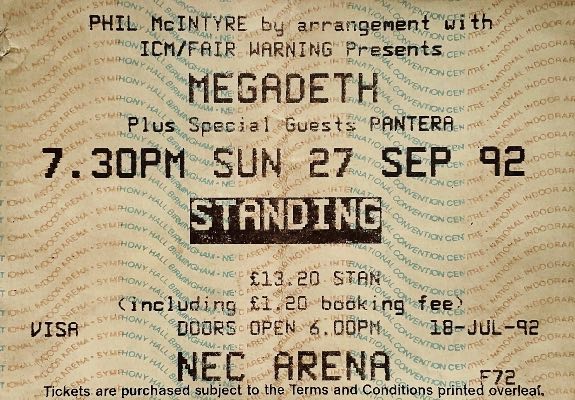 PHIL McINTYRE by arrangement with
ICM/FAIR WARNING Presents
MEGADETH
Plus Special Guests PANTERA
7.30PM SUN 27 SEP 92
STANDING
£13.20 STAN
(including £1.20 booking fee)
VISA DOORS OPEN 6.00PM 18-JUL-92
NEC ARENA F72
Tickets are purchased subject to the Terms and Conditions printed overleaf.